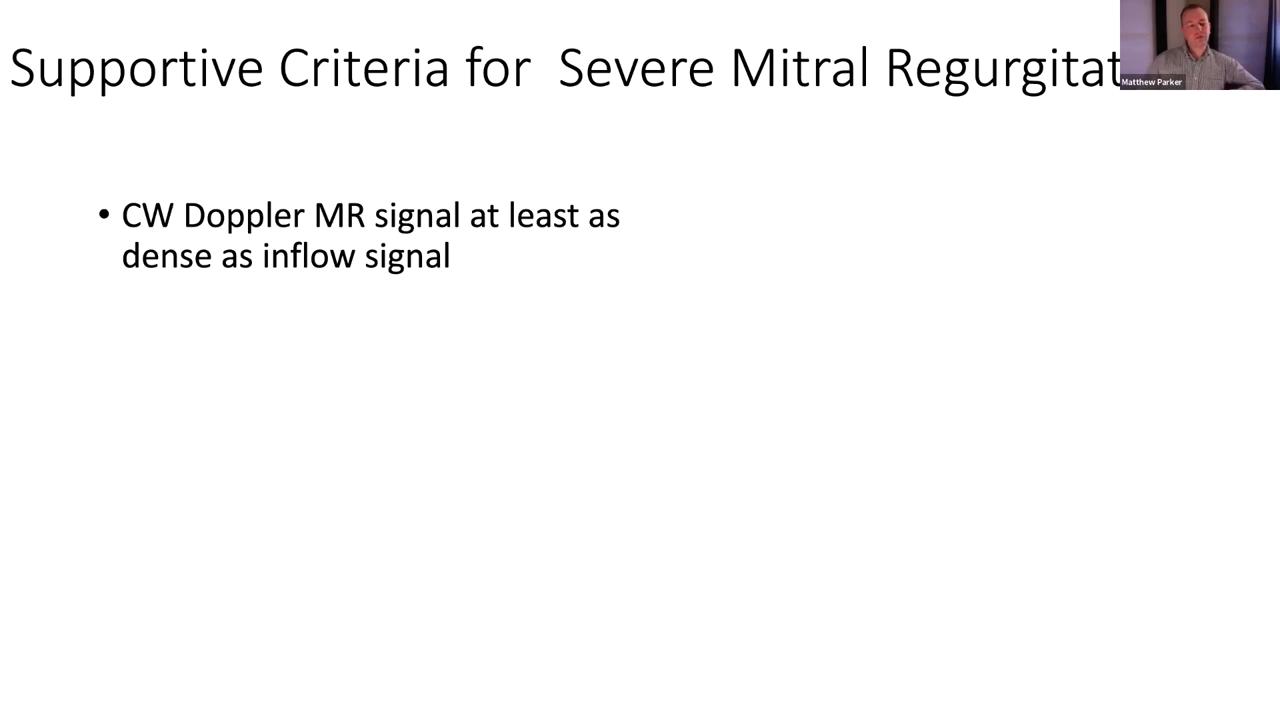 Supportive Criteria for  Severe Mitral Regurgitat
Matthew Parker
• CW Doppler MR signal at least as
dense as inflow signal